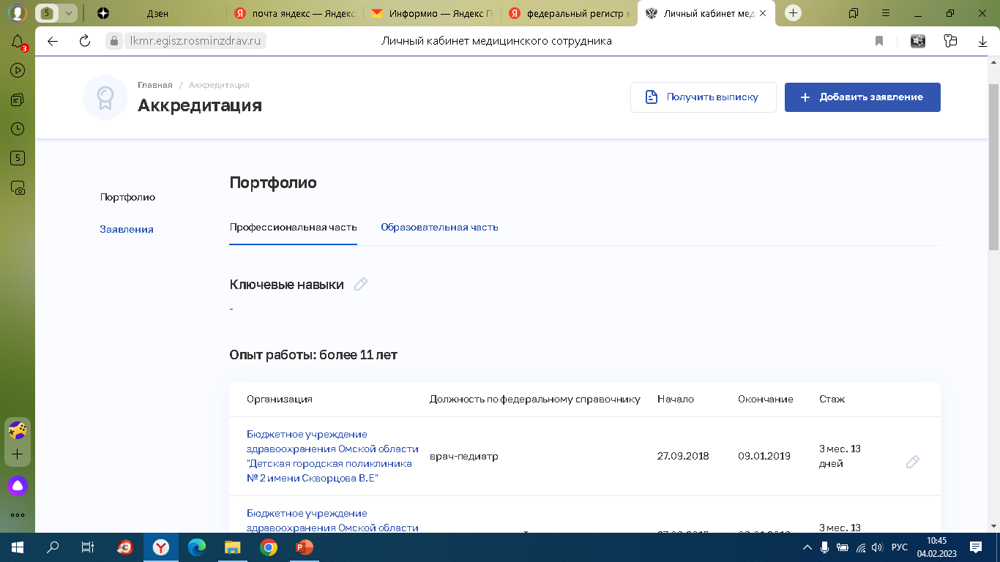 5
Дзен
почта яндекс — Яндекс
Информио — Яндекс П
федеральный регистр м
Личный кабинет мед
3
lkmr.egisz.rosminzdrav.ru
Личный кабинет медицинского сотрудника
Главная / Аккредитация
Аккредитация
Получить выписку
+ Добавить заявление
5
Портфолио
Портфолио
Заявления
Профессиональная часть
Образовательная часть
Ключевые навыки
-
Опыт работы: более 11 лет
Организация
Должность по федеральному справочнику
Начало
Окончание
Стаж
Бюджетное учреждение
здравоохранения Омской области
"Детская городская поликлиника
№ 2 имени Скворцова В.Е"
врач-педиатр
27.09.2018
09.01.2019
3 мес. 13
дней
Бюджетное учреждение
здравоохранения Омской области
3 мес. 13
РУС
10:45
04.02.2023